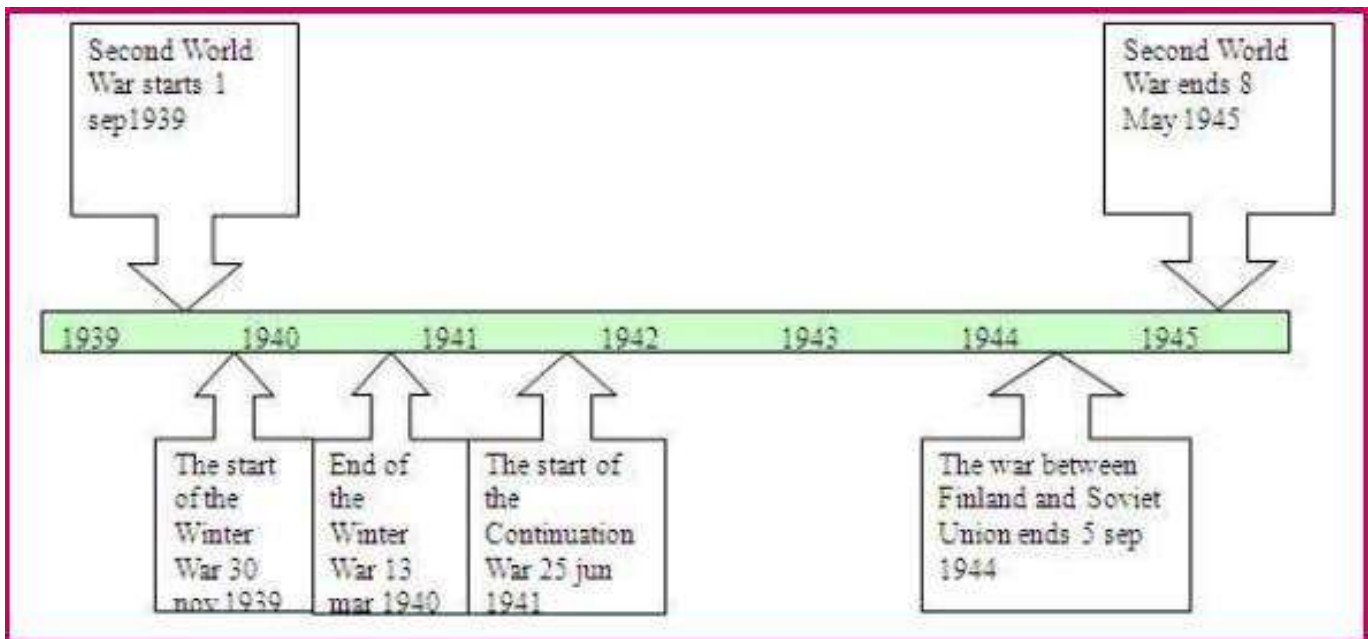 Second World
War starts 1
sep1939
Second World
War ends 8
May 1945
1939 1940 1941 1942 1943 1944 1945
The start
of the
Winter
War 30
nov 1939
End of
the
Winter
War 13
mar 1940
The start of
the
Continuation
War 25 jun
1941
The war between
Finland and Soviet
Union ends 5 sep
1944